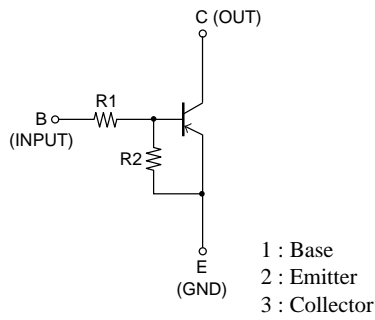 C (OUT)
R1
B
(INPUT)
R2
E
(GND)
1 : Base
2 : Emitter
3 : Collector